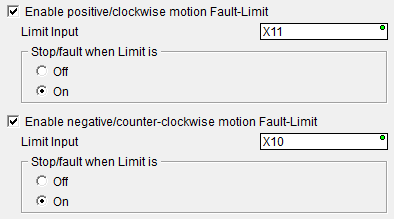 Enable positive/clockwise motion Fault-Limit
Limit Input X11
Stop/fault when Limit is
Off
On
Enable negative/counter-clockwise motion Fault-Limit
Limit Input X10
Stop/fault when Limit is
Off
On